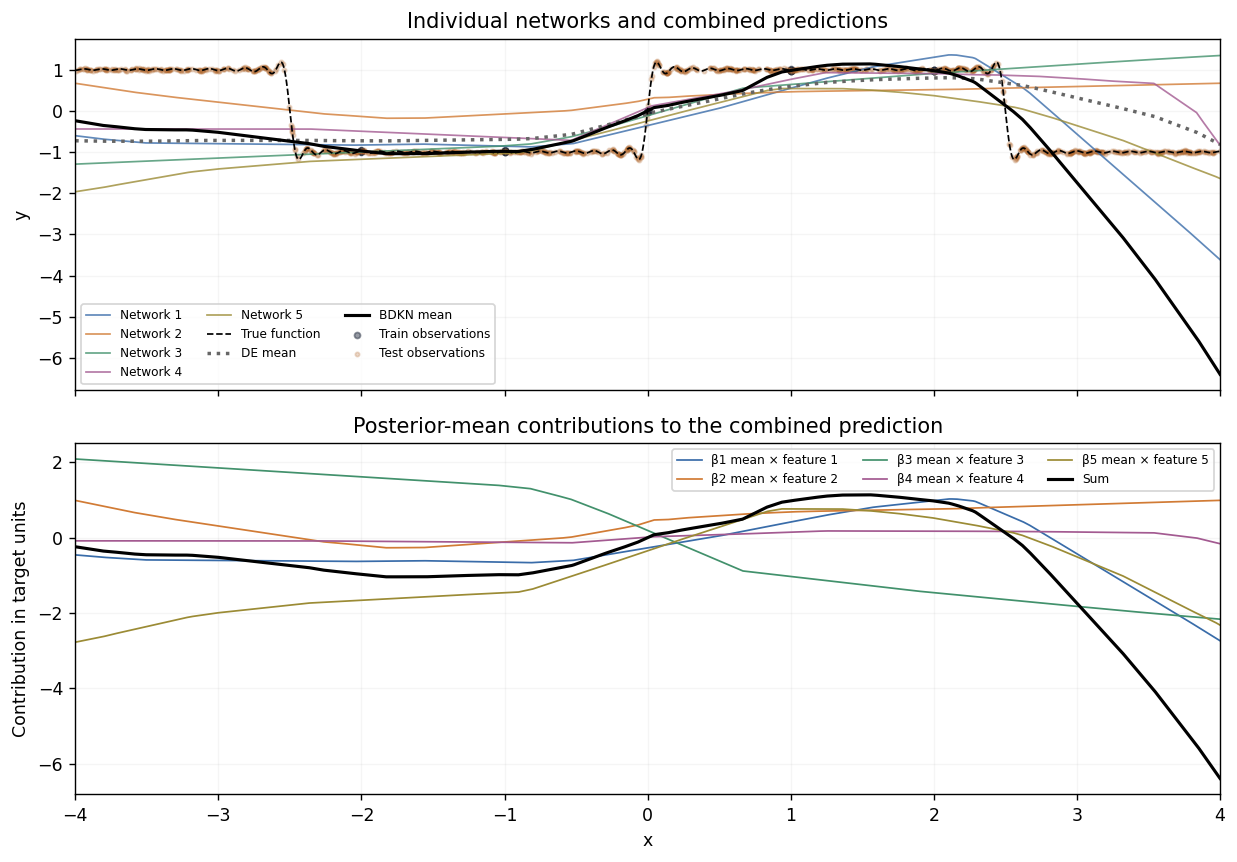 Individual networks and combined predictions
1
0
−1
−2
−3
−4
−5
−6
y
Network 1
Network 2
Network 3
Network 4
Network 5
True function
DE mean
BDKN mean
Train observations
Test observations
Posterior-mean contributions to the combined prediction
2
0
−2
−4
−6
Contribution in target units
β1 mean × feature 1
β2 mean × feature 2
β3 mean × feature 3
β4 mean × feature 4
β5 mean × feature 5
Sum
−4
−3
−2
−1
0
1
2
3
4
x